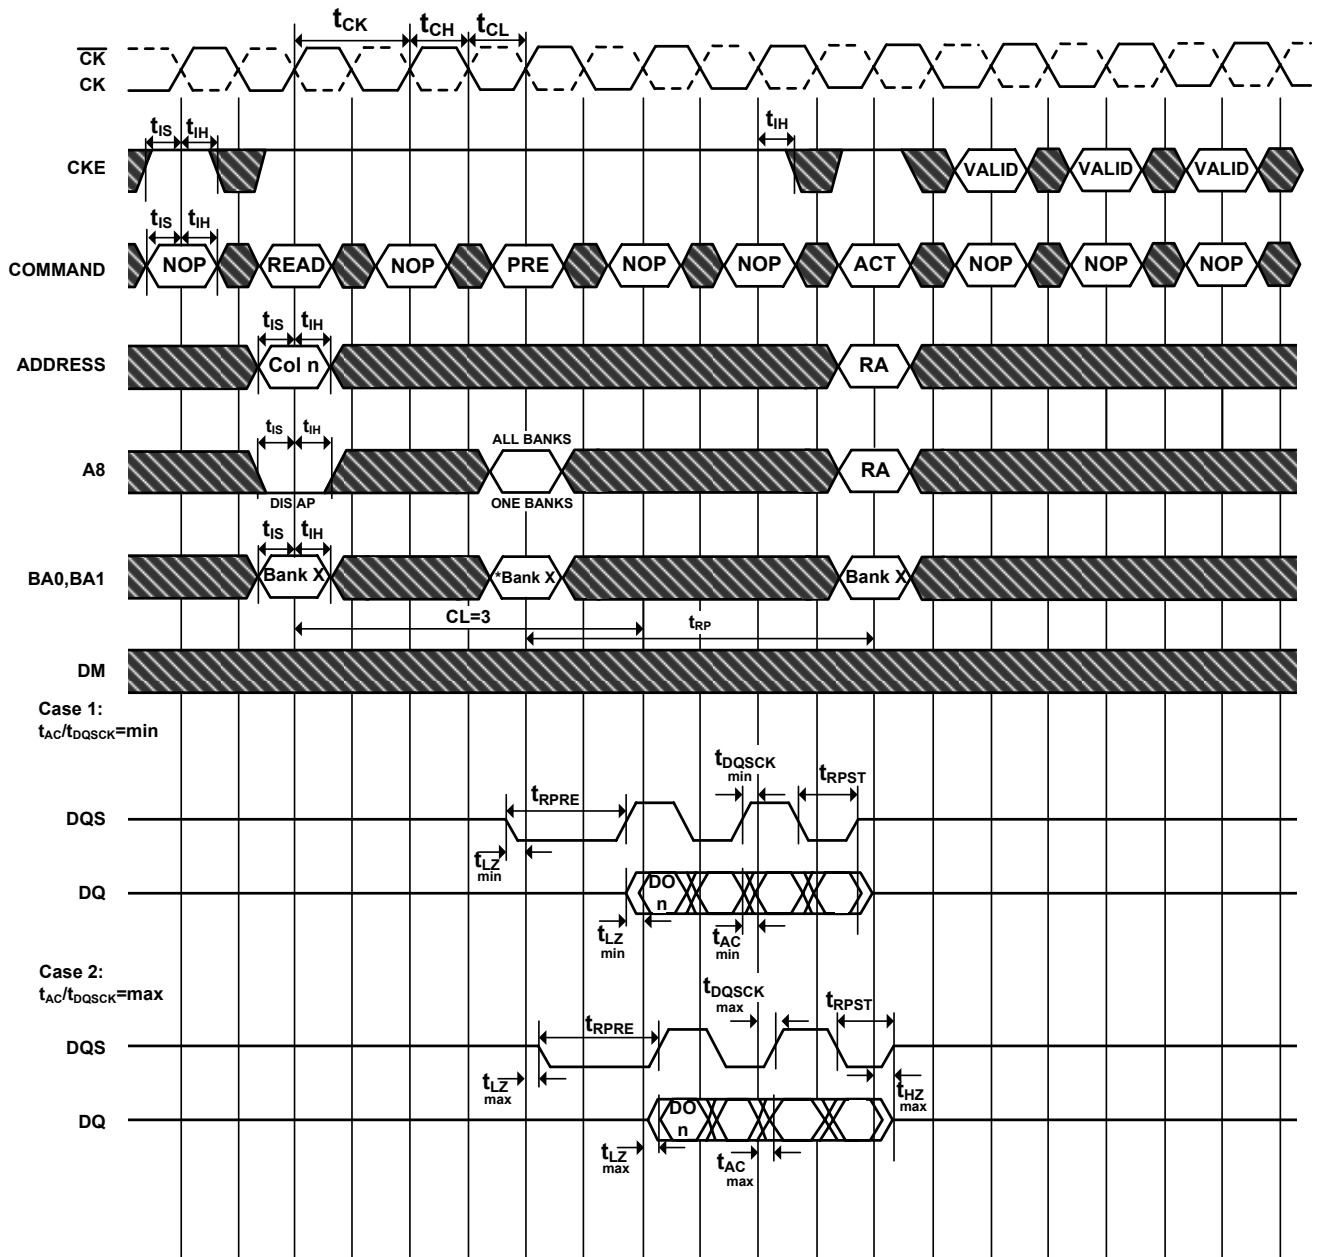 tCK tCH tCL
CK
CK
tIS tIH tIH
CKE VALID VALID VALID
tIS tIH
COMMAND NOP READ NOP PRE NOP NOP ACT NOP NOP NOP
tIS tIH
ADDRESS Col n RA
tIS tIH ALL BANKS
A8 RA
DIS AP ONE BANKS
tIS tIH
BA0,BA1 Bank X *Bank X Bank X
CL=3 tRP
DM
Case 1:
tAC/tDQSCK=min
tDQSCK min tRPST
tRPRE
DQS
tLZ min
DQ DO n
tLZ min tAC min
Case 2:
tAC/tDQSCK=max
tDQSCK max tRPST
tRPRE
DQS
tLZ max tHZ max
DQ DO n
tLZ max tAC max